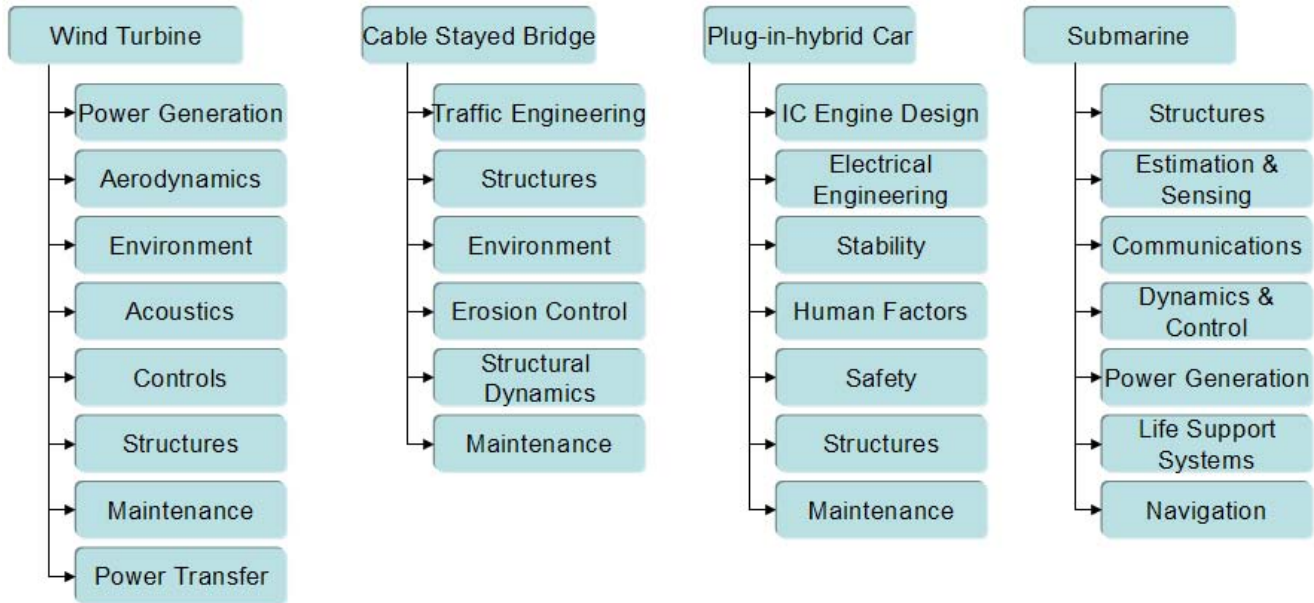 Wind Turbine
Power Generation
Aerodynamics
Environment
Acoustics
Controls
Structures
Maintenance
Power Transfer
Cable Stayed Bridge
Traffic Engineering
Structures
Environment
Erosion Control
Structural
Dynamics
Maintenance
Plug-in-hybrid Car
IC Engine Design
Electrical
Engineering
Stability
Human Factors
Safety
Structures
Maintenance
Submarine
Structures
Estimation &
Sensing
Communications
Dynamics &
Control
Power Generation
Life Support
Systems
Navigation